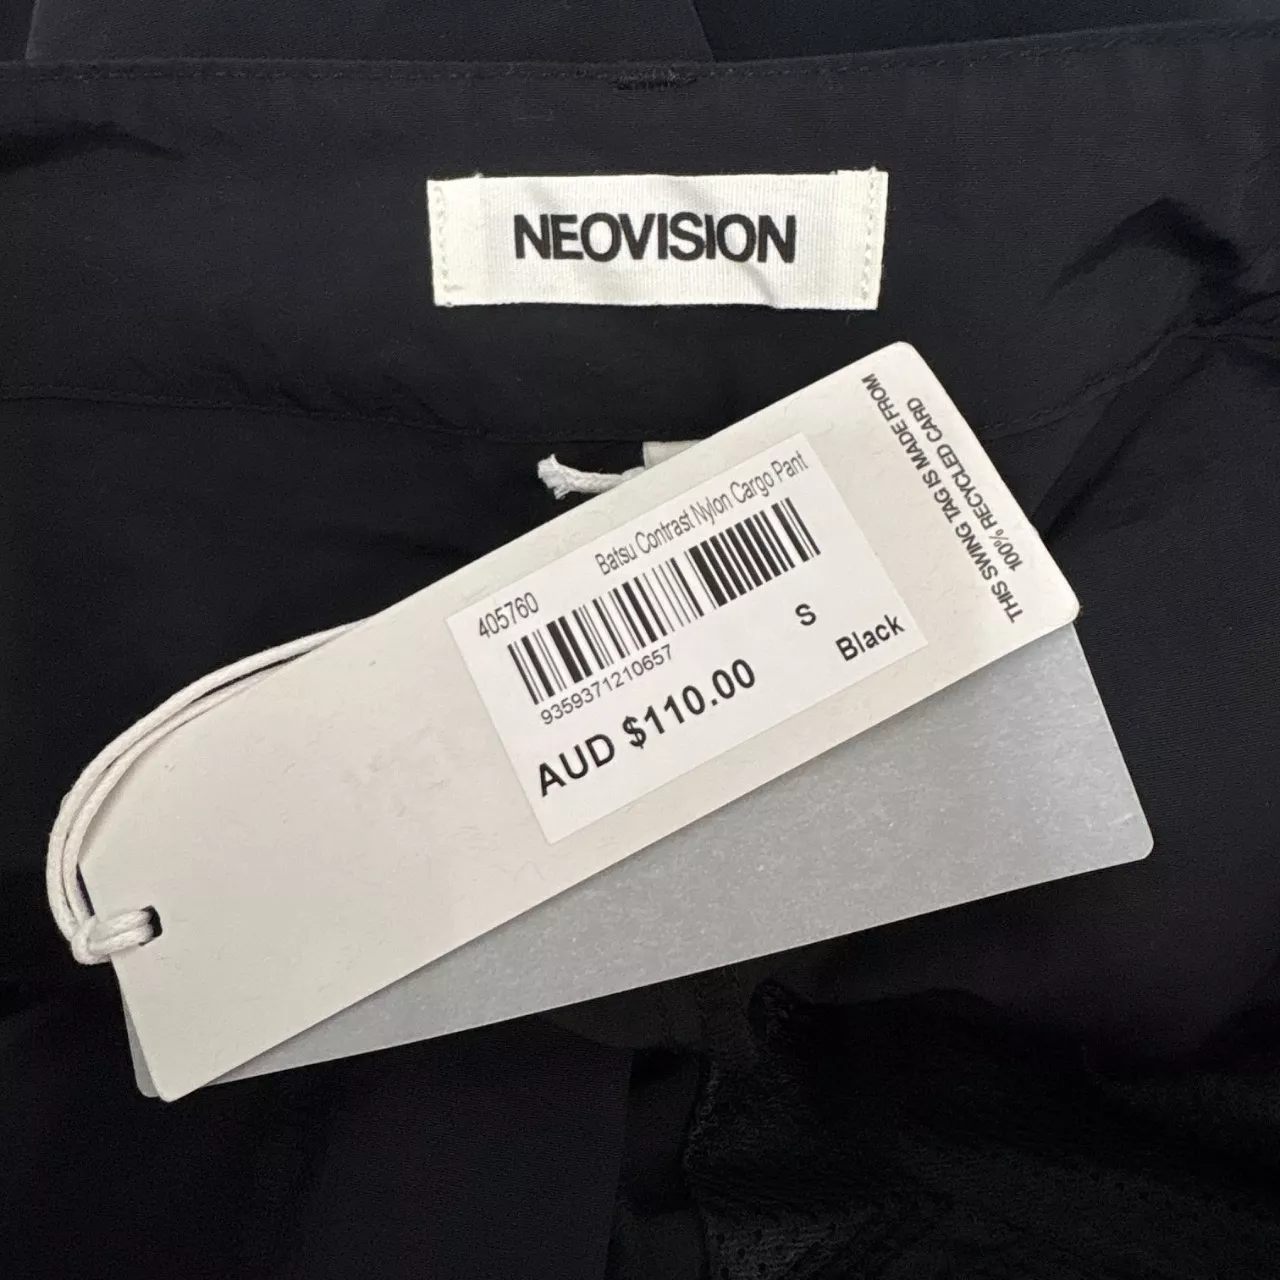 NEOVISION
THIS SWING TAG IS MADE FROM
100% RECYCLED CARD
405760
Batsu Contrast Nylon Cargo Pant
9359371210657
S
AUD $110.00
Black